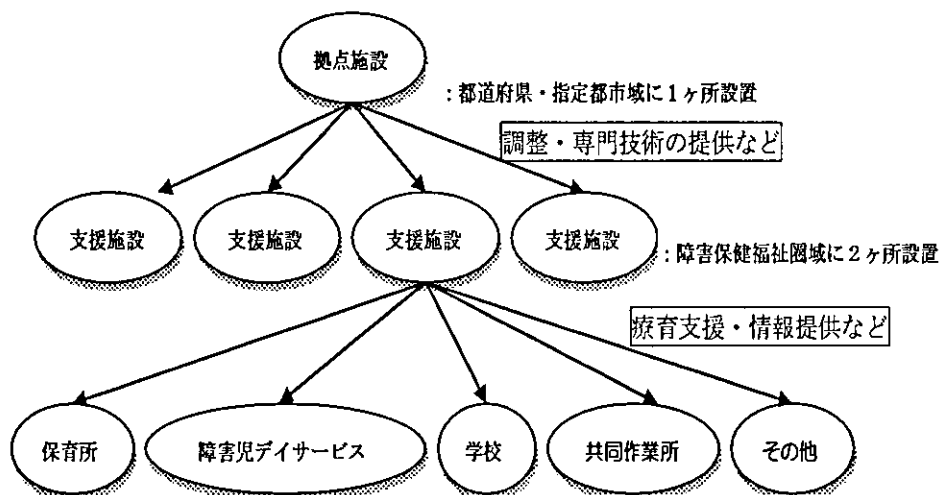 拠点施設
：都道府県・指定都市域に１ヶ所設置
調整・専門技術の提供など
支援施設
支援施設
支援施設
支援施設
：障害保健福祉圏域に２ヶ所設置
療育支援・情報提供など
保育所
障害児デイサービス
学校
共同作業所
その他